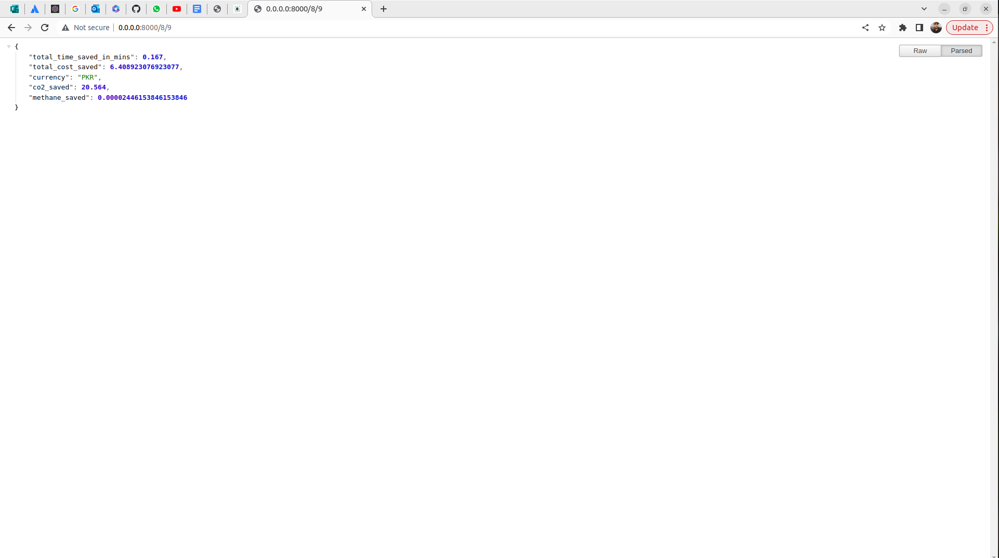 0.0.0.0:8000/8/9
Not secure 0.0.0.0:8000/8/9 Update
Raw Parsed
{
"total_time_saved_in_mins": 0.167,
"total_cost_saved": 6.408923076923077,
"currency": "PKR",
"co2_saved": 20.564,
"methane_saved": 0.00002446153846153846
}